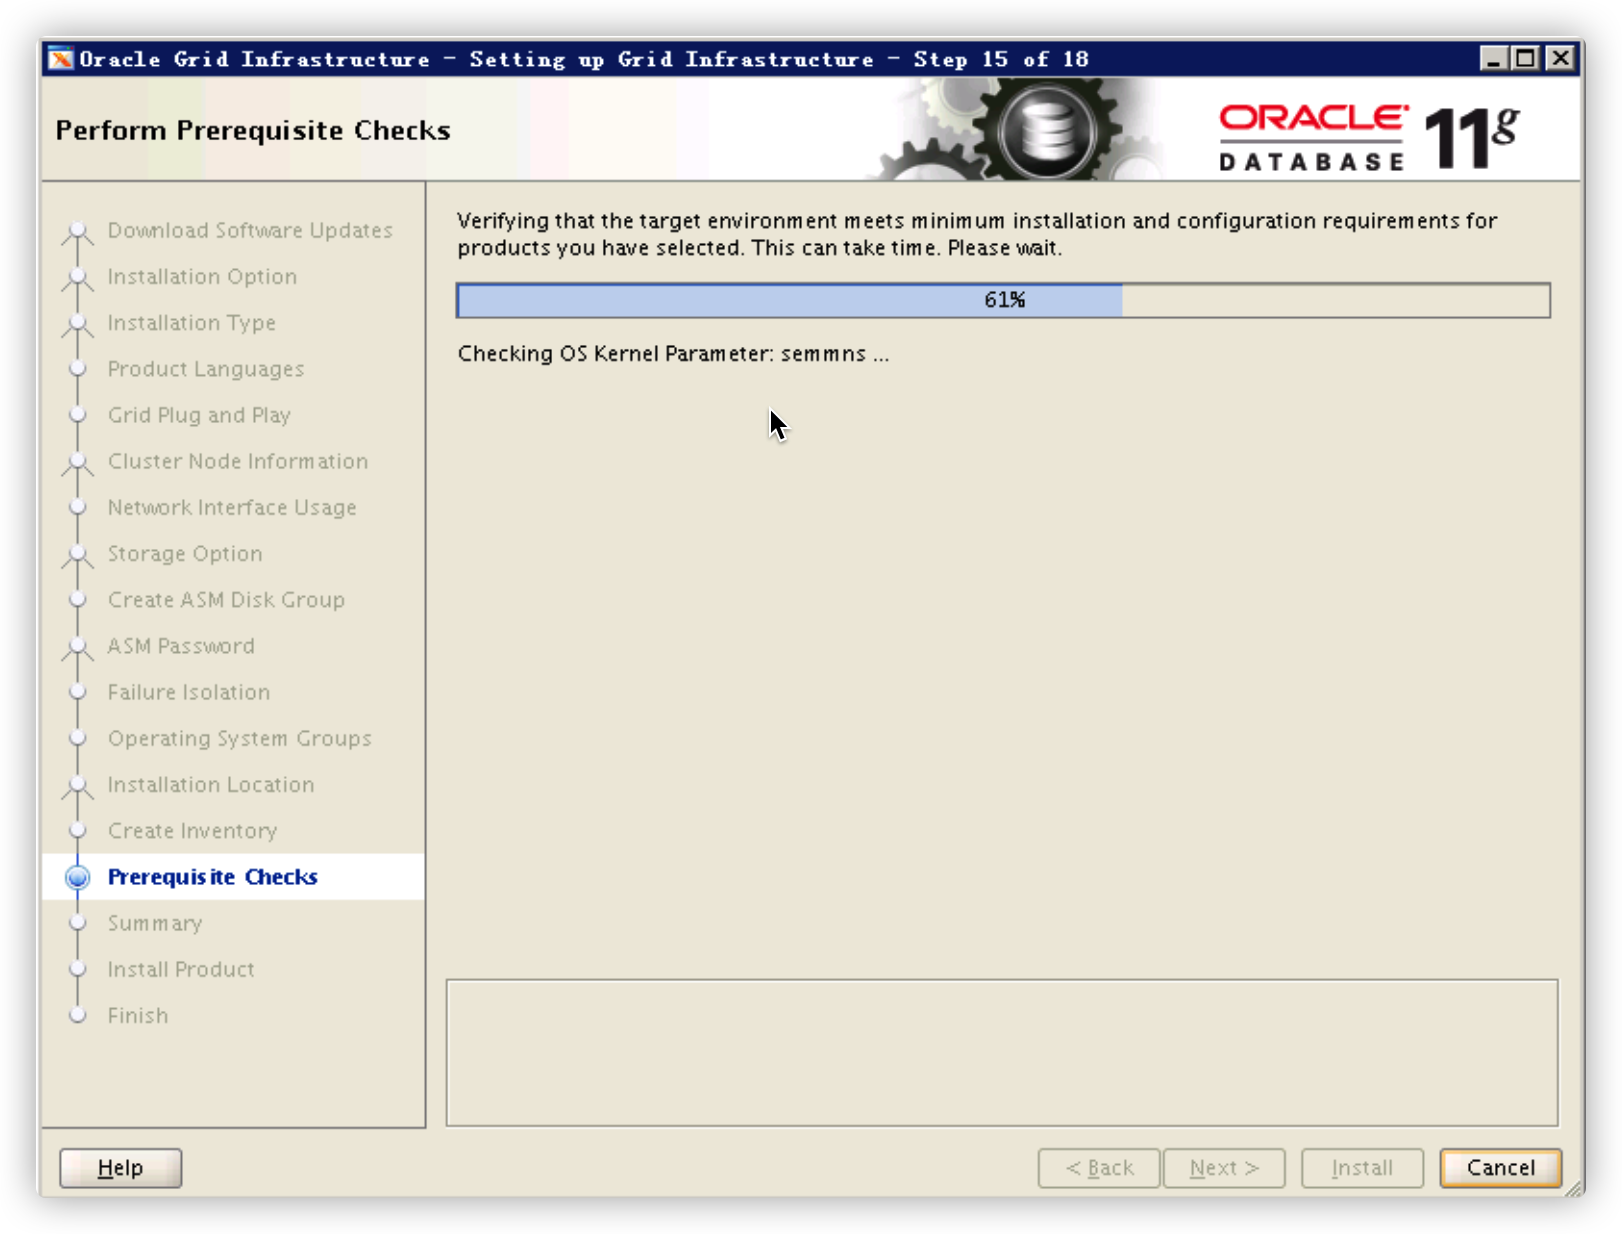 Oracle Grid Infrastructure - Setting up Grid Infrastructure - Step 15 of 18
Perform Prerequisite Checks
ORACLE
DATABASE
11g
Download Software Updates
Installation Option
Installation Type
Product Languages
Grid Plug and Play
Cluster Node Information
Network Interface Usage
Storage Option
Create ASM Disk Group
ASM Password
Failure Isolation
Operating System Groups
Installation Location
Create Inventory
Prerequisite Checks
Summary
Install Product
Finish
Verifying that the target environment meets minimum installation and configuration requirements for
products you have selected. This can take time. Please wait.
61%
Checking OS Kernel Parameter: semmns ...
Help
< Back
Next >
Install
Cancel